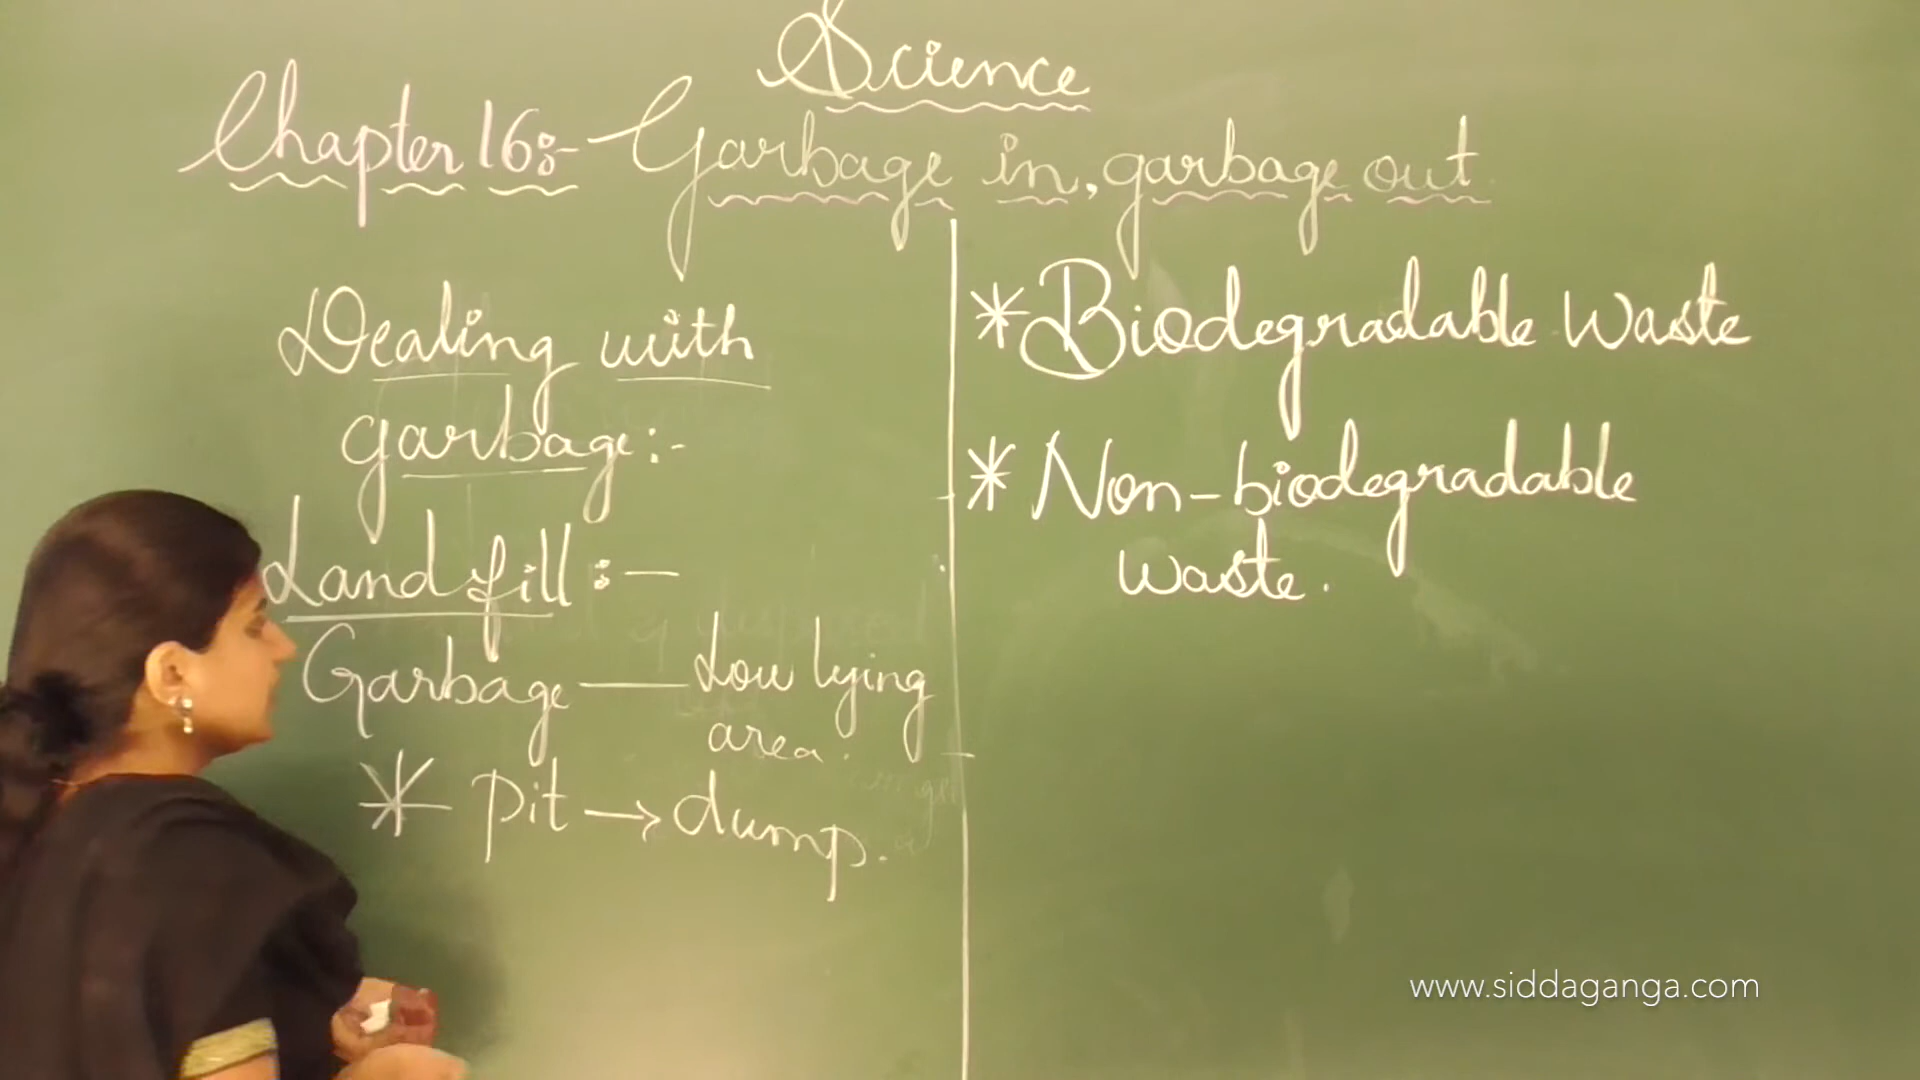 Science
Chapter 16:- Garbage in, garbage out.
Dealing with
garbage:-
Landfill:-
Garbage — Low lying
area.
* Pit → dump.
* Biodegradable Waste
* Non-biodegradable
waste.
www.siddaganga.com